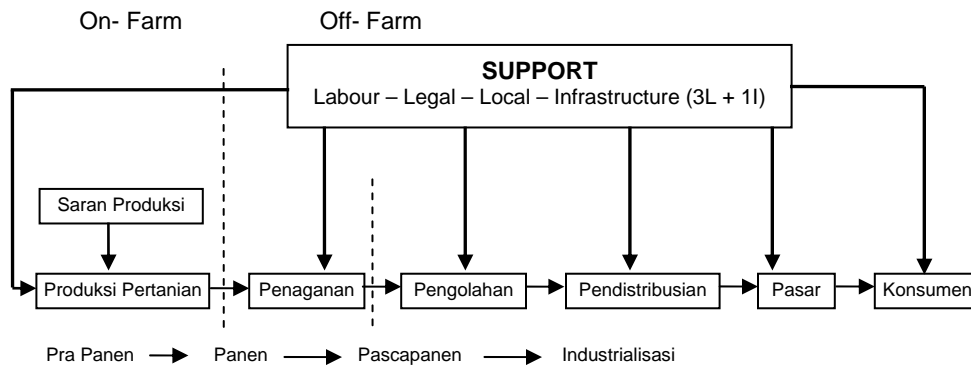 On- Farm
Off- Farm
SUPPORT
Labour – Legal – Local – Infrastructure (3L + 1I)
Saran Produksi
Produksi Pertanian
Penaganan
Pengolahan
Pendistribusian
Pasar
Konsumen
Pra Panen
Panen
Pascapanen
Industrialisasi